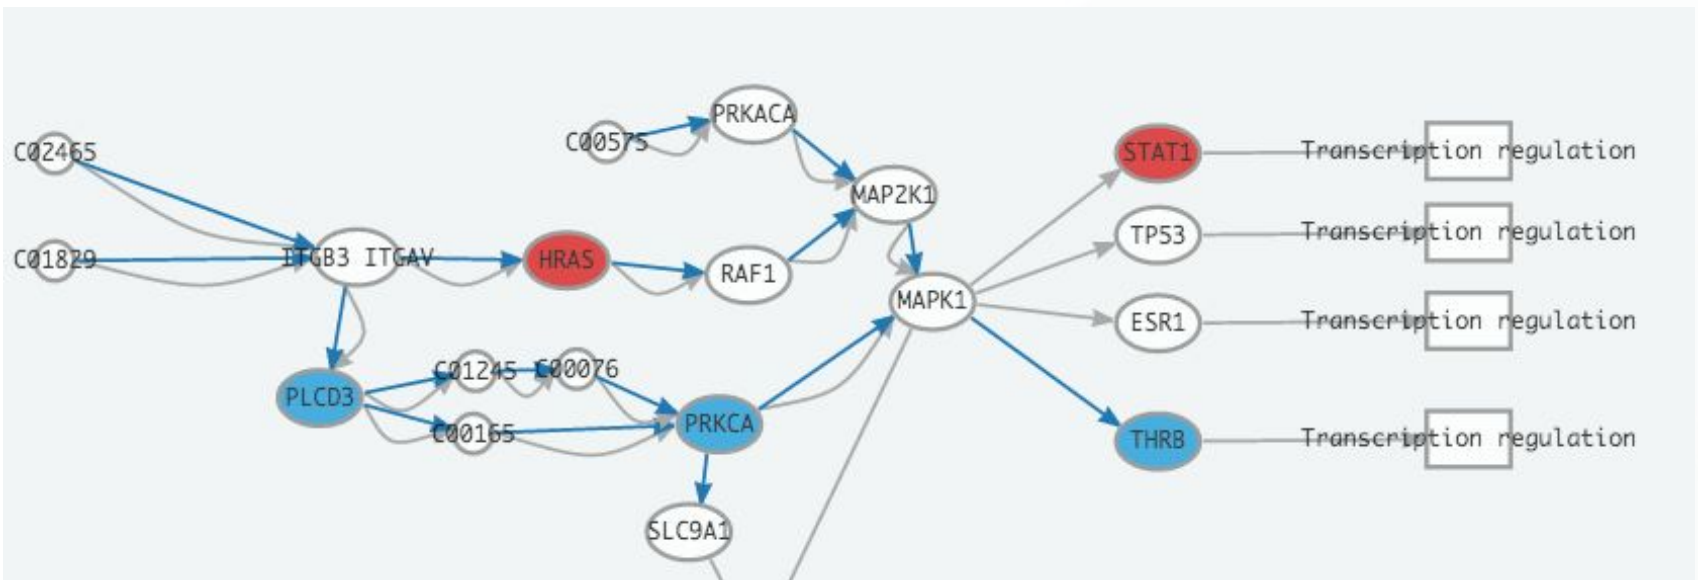 PRKACA
C00575
C02465
STAT1
Transcription regulation
MAP2K1
TP53
Transcription regulation
C01829
ITGB3 ITGAV
HRAS
RAF1
MAPK1
ESR1
Transcription regulation
C01245
C00076
PLCD3
C00165
PRKCA
THRB
Transcription regulation
SLC9A1